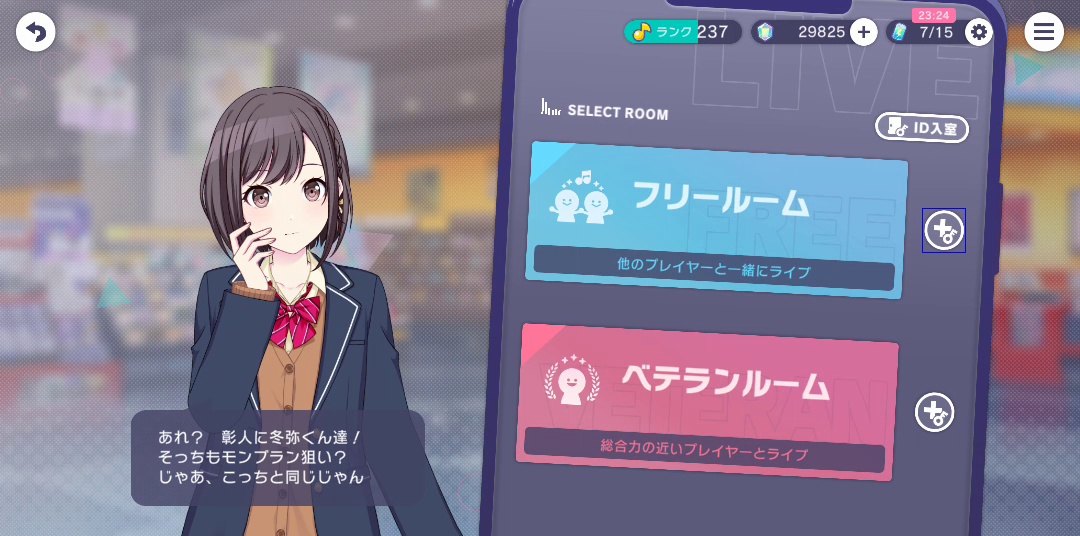 23:24
ランク 237
29825
7/15
LIVE
SELECT ROOM
ID入室
フリールーム
FREE
他のプレイヤーと一緒にライブ
ベテランルーム
VETERAN
総合力の近いプレイヤーとライブ
あれ？ 彰人に冬弥くん達！
そっちもモンブラン狙い？
じゃあ、こっちと同じじゃん